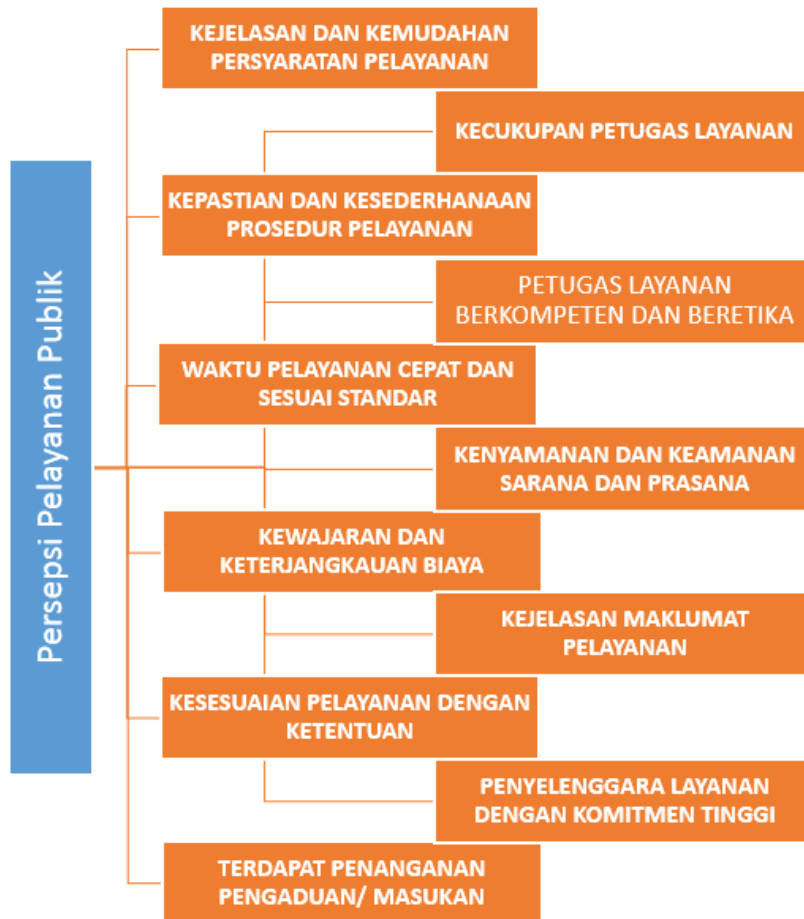 Persepsi Pelayanan Publik
KEJELASAN DAN KEMUDAHAN
PERSYARATAN PELAYANAN
KECUKUPAN PETUGAS LAYANAN
KEPASTIAN DAN KESEDERHANAAN
PROSEDUR PELAYANAN
PETUGAS LAYANAN
BERKOMPETEN DAN BERETIKA
WAKTU PELAYANAN CEPAT DAN
SESUAI STANDAR
KENYAMANAN DAN KEAMANAN
SARANA DAN PRASANA
KEWAJARAN DAN
KETERJANGKAUAN BIAYA
KEJELASAN MAKLUMAT
PELAYANAN
KESESUAIAN PELAYANAN DENGAN
KETENTUAN
PENYELENGGARA LAYANAN
DENGAN KOMITMEN TINGGI
TERDAPAT PENANGANAN
PENGADUAN/ MASUKAN